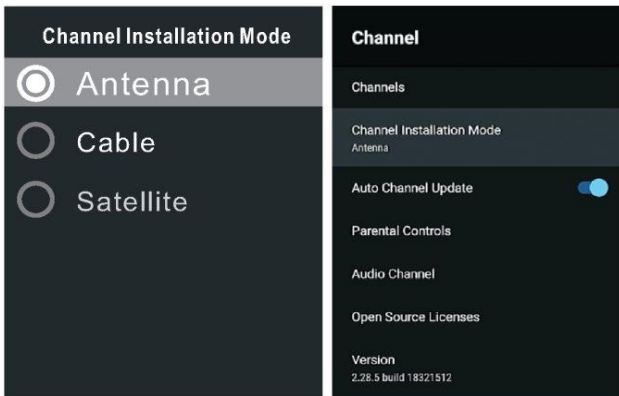 Channel Installation Mode
Antenna
Cable
Satellite
Channel
Channels
Channel Installation Mode
Antenna
Auto Channel Update
Parental Controls
Audio Channel
Open Source Licenses
Version
2.28.5 build 18321512